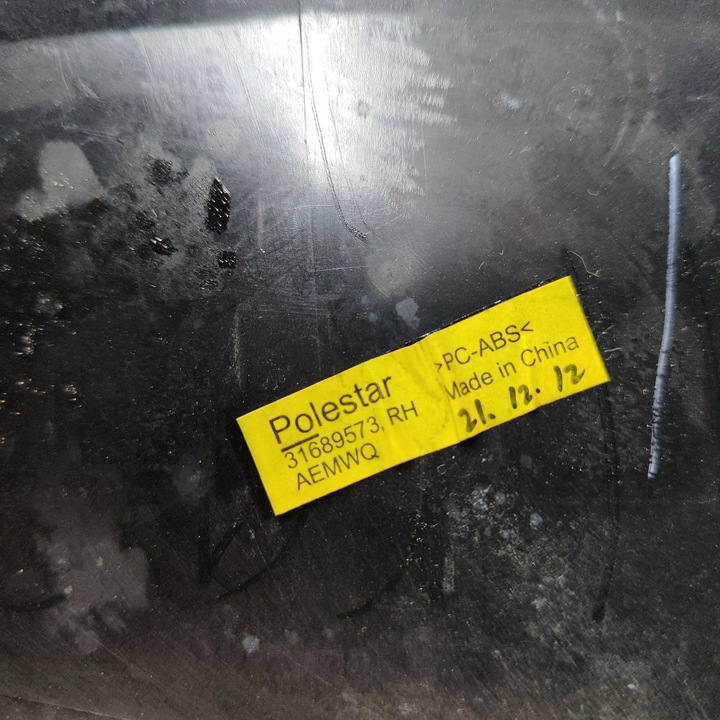 Polestar
31689573, RH
AEMWQ
>PC-ABS<
Made in China
21. 12. 12